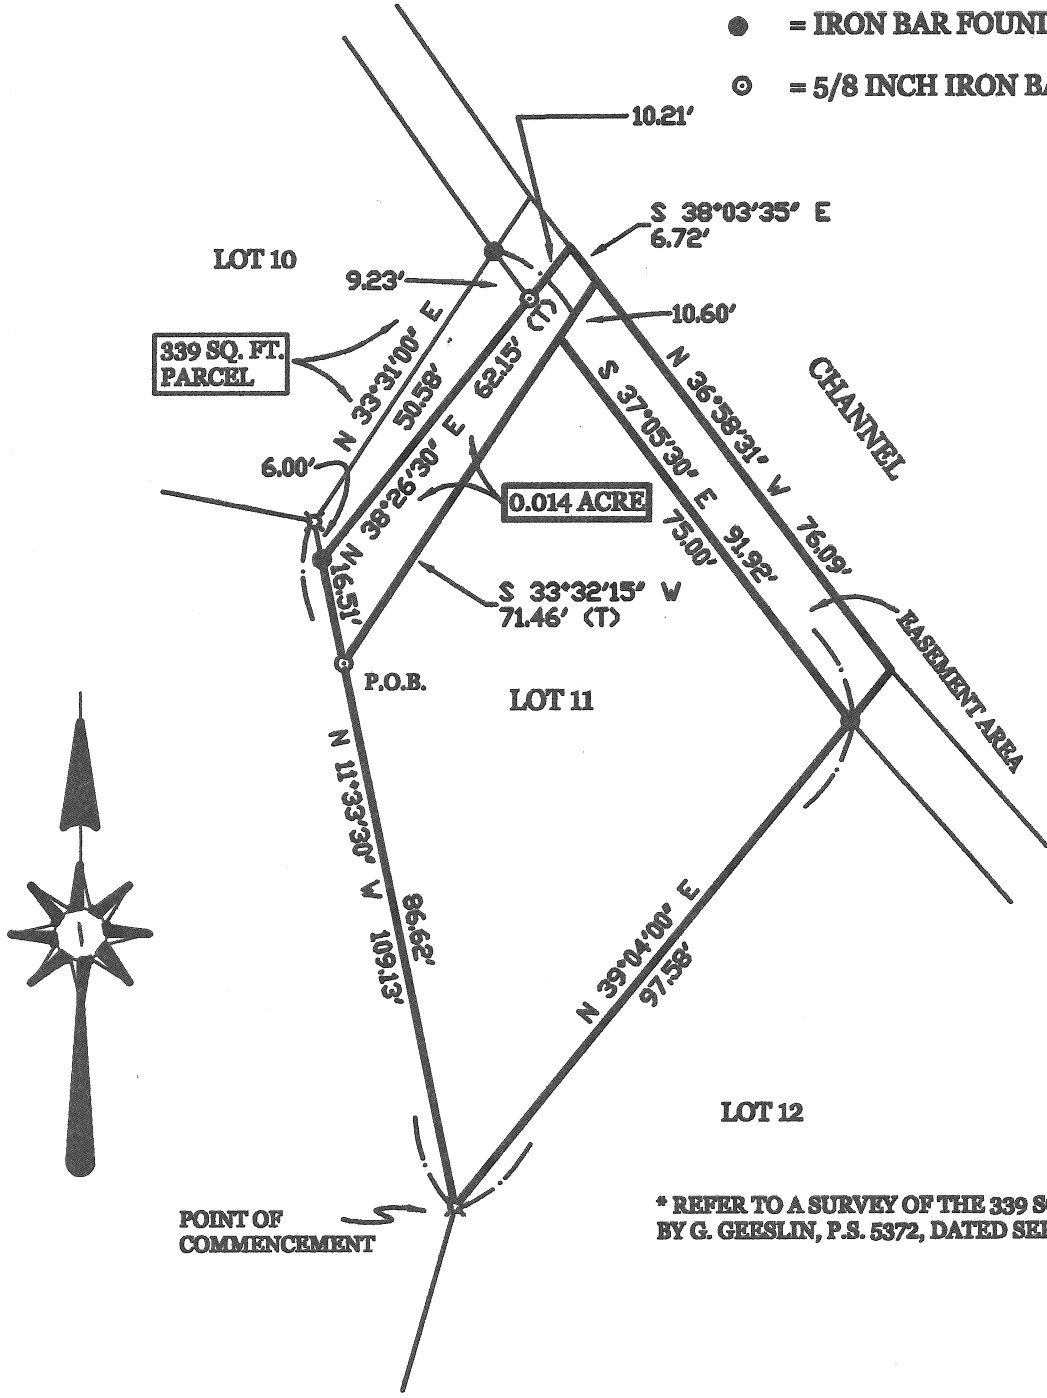 = IRON BAR FOUN
= 5/8 INCH IRON BA
10.21'
S 38°03'35" E
6.72'
LOT 10
9.23'
10.60'
339 SQ. FT.
PARCEL
N 33°31'00" E
50.58'
62.15' (T)
N 38°26'30" E
6.00'
S 37°05'30" E 91.92'
75.00'
N 36°58'31" W 76.09'
CHANNEL
0.014 ACRE
16.51'
S 33°32'15" W
71.46' (T)
EASEMENT AREA
P.O.B.
LOT 11
N 11°33'30" W
86.62'
109.13'
N 39°04'00" E
97.58'
LOT 12
POINT OF
COMMENCEMENT
* REFER TO A SURVEY OF THE 339 S
BY G. GEESLIN, P.S. 5372, DATED SE